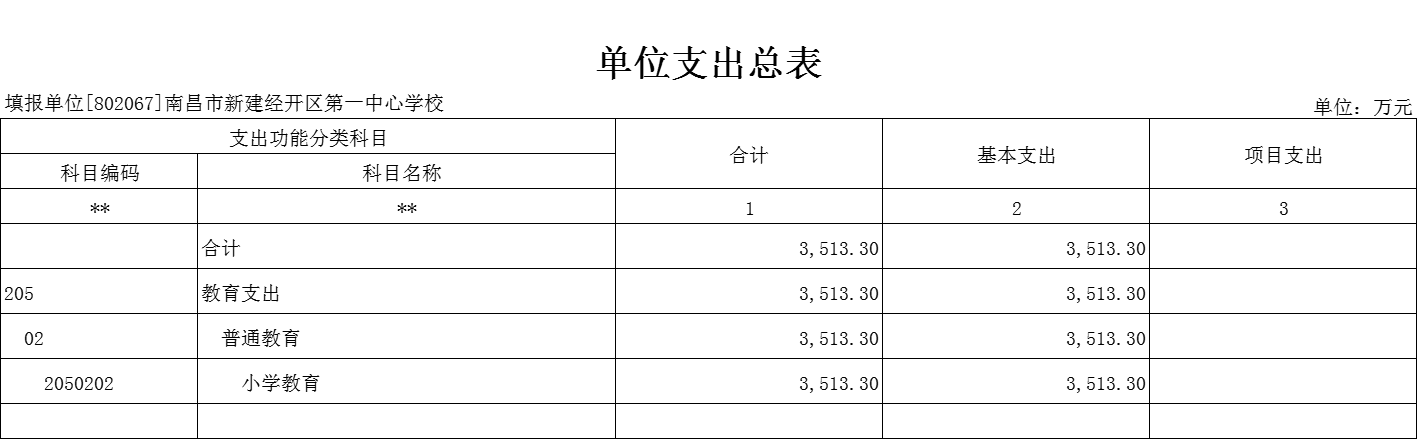 单位支出总表
填报单位[802067]南昌市新建经开区第一中心学校 单位：万元
支出功能分类科目 合计 基本支出 项目支出
科目编码 科目名称
** ** 1 2 3
合计 3,513.30 3,513.30
205 教育支出 3,513.30 3,513.30
02 普通教育 3,513.30 3,513.30
2050202 小学教育 3,513.30 3,513.30